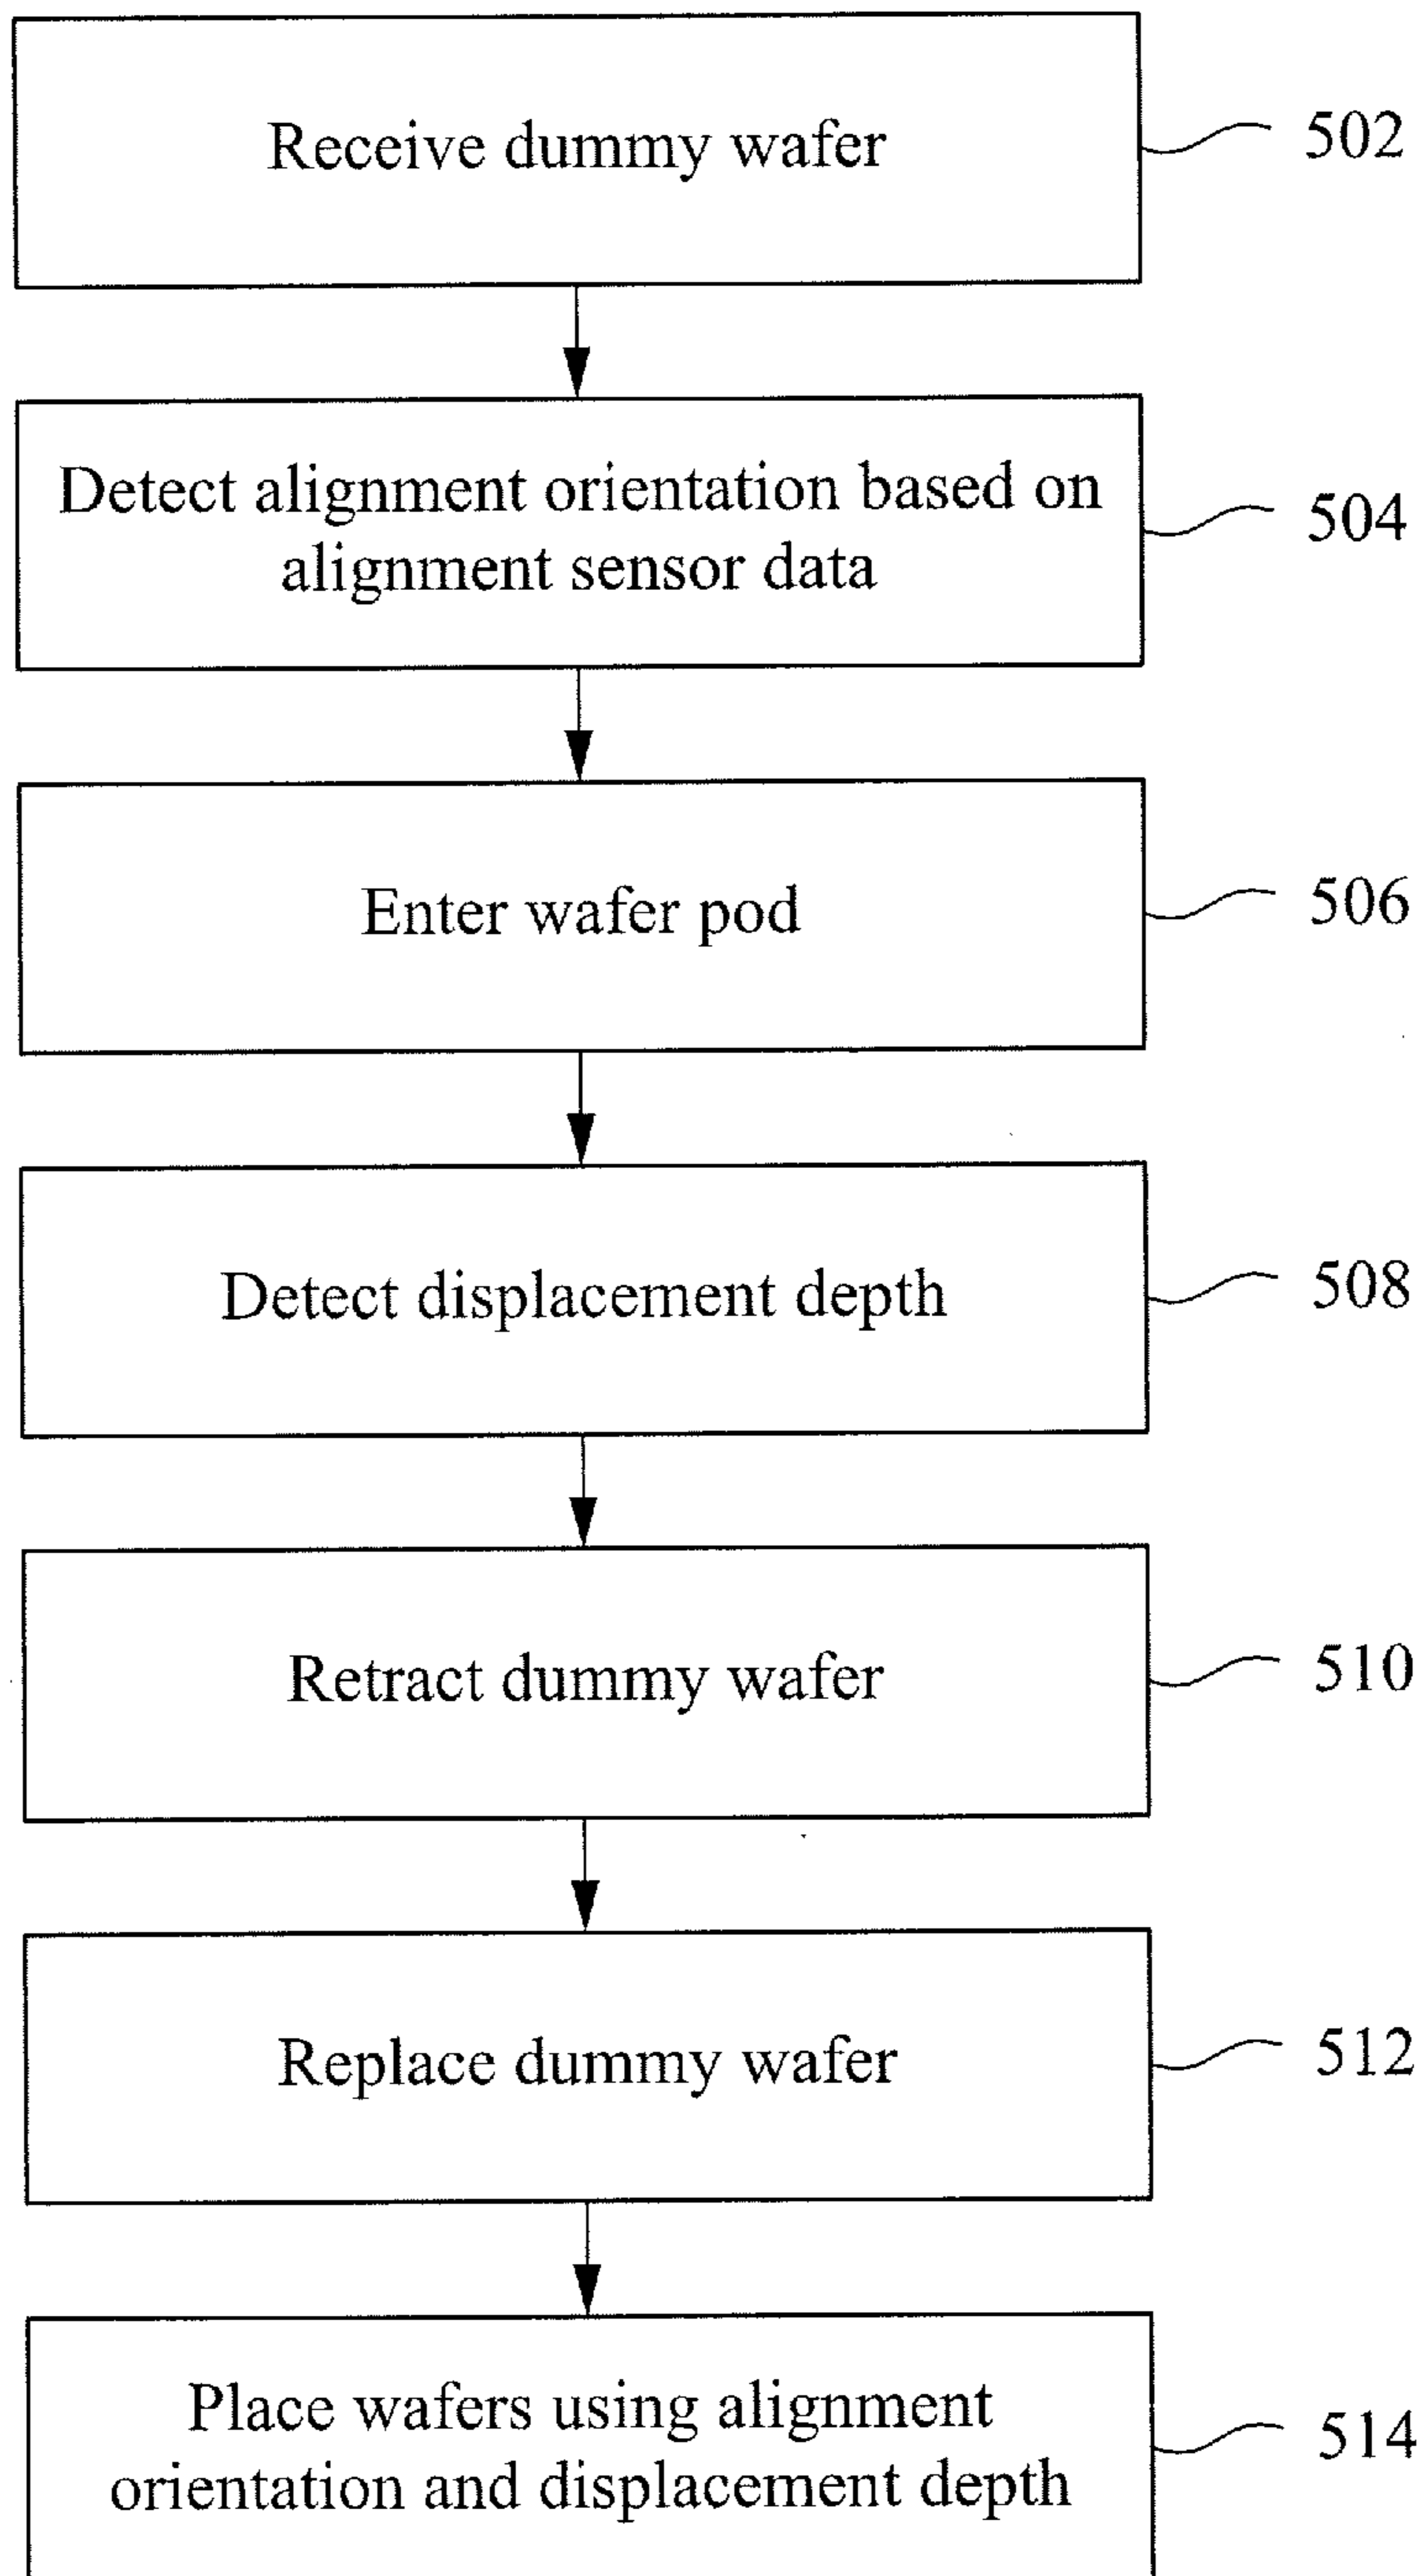 Receive dummy wafer
502
Detect alignment orientation based on
alignment sensor data
504
Enter wafer pod
506
Detect displacement depth
508
Retract dummy wafer
510
Replace dummy wafer
512
Place wafers using alignment
orientation and displacement depth
514